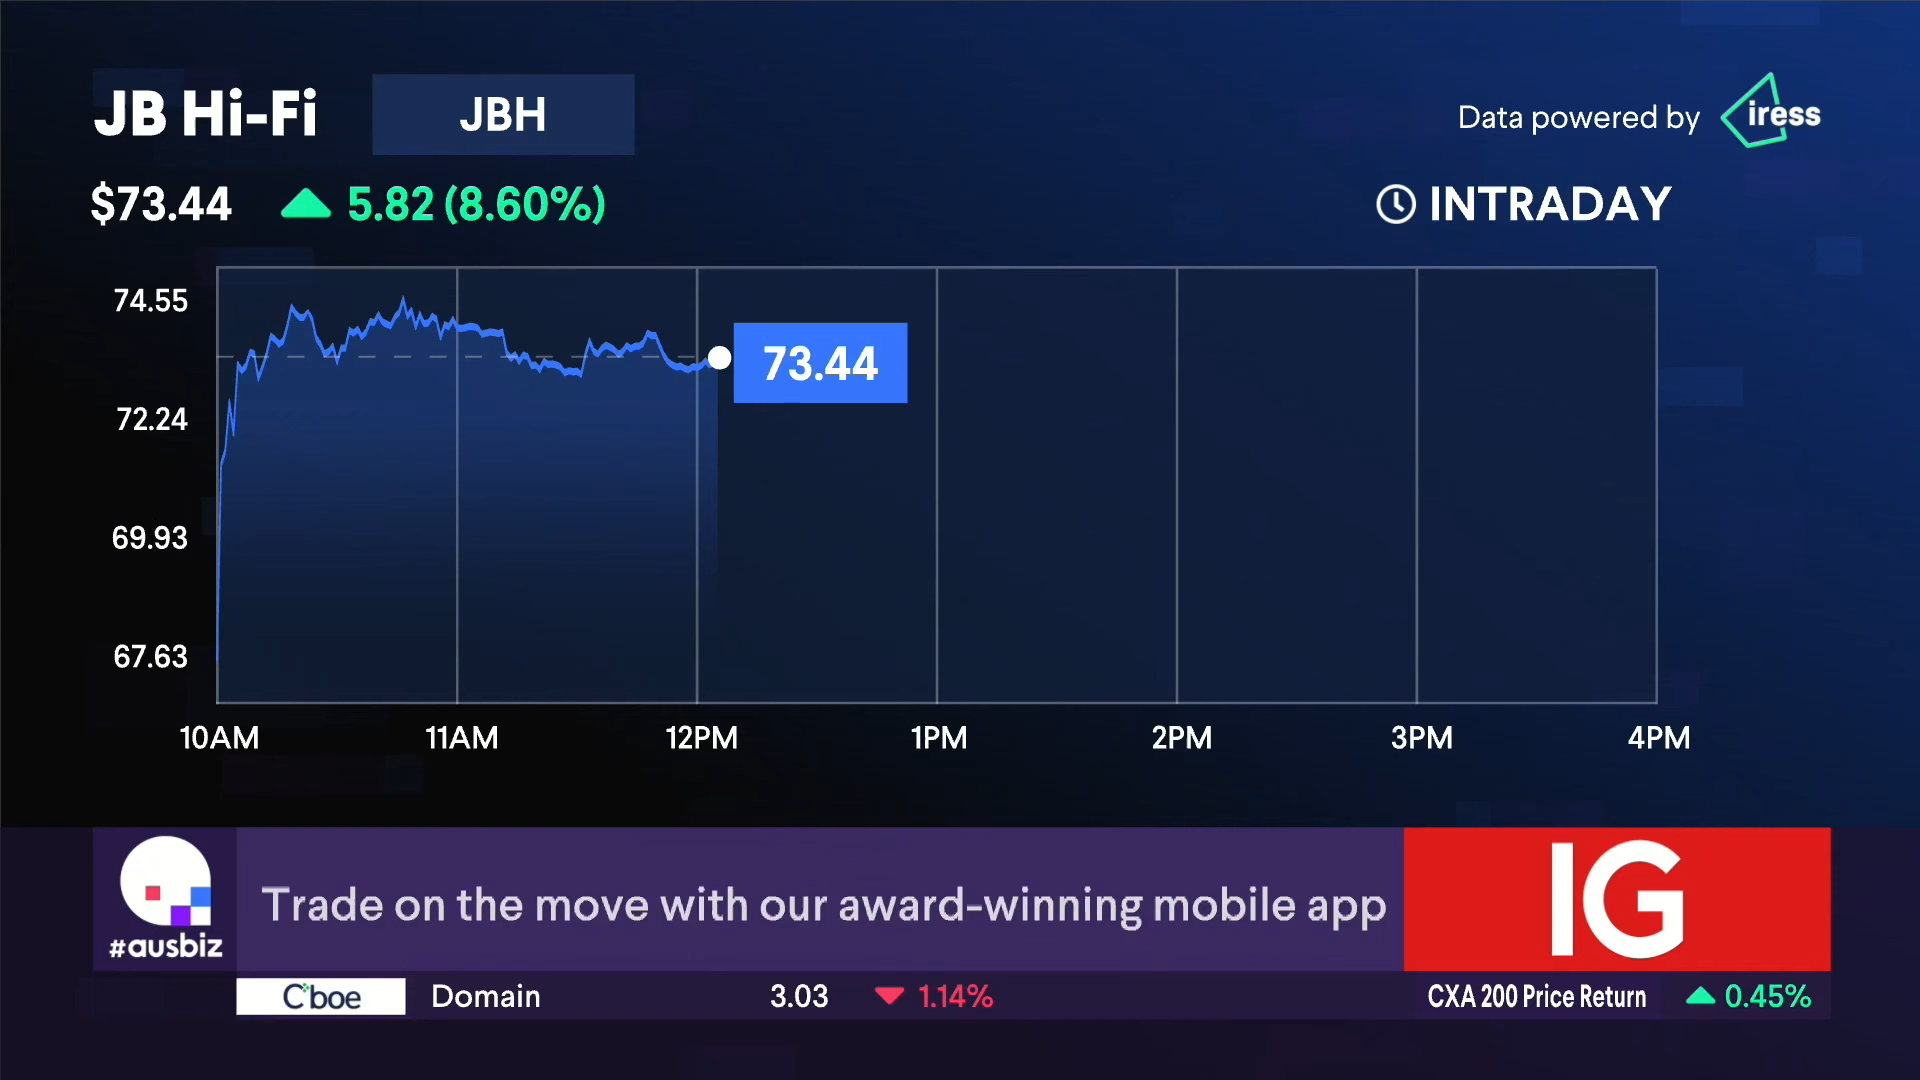 JB Hi-Fi JBH
Data powered by iress
$73.44 5.82 (8.60%)
INTRADAY
74.55
73.44
72.24
69.93
67.63
10AM 11AM 12PM 1PM 2PM 3PM 4PM
#ausbiz
Trade on the move with our award-winning mobile app
IG
Cboe Domain 3.03 1.14% CXA 200 Price Return 0.45%